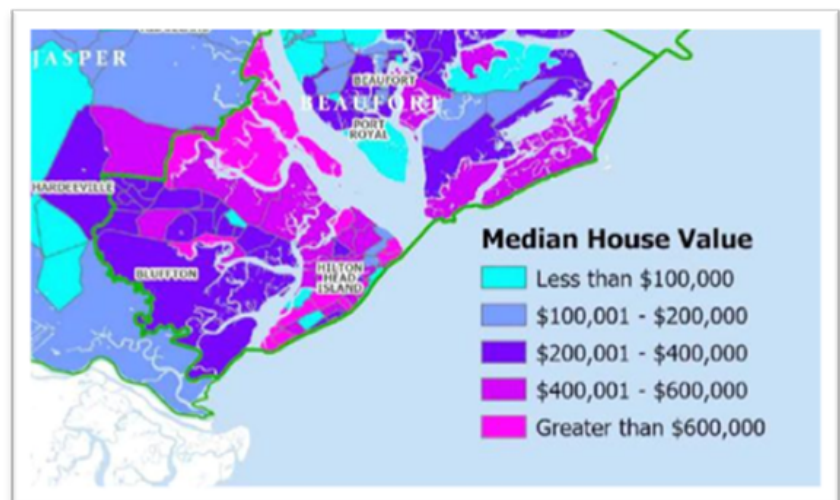 JASPER
BEAUFORT
BEAUFORT
PORT
ROYAL
HARDEEVILLE
BLUFFTON
HILTON
HEAD
ISLAND
Median House Value
Less than $100,000
$100,001 - $200,000
$200,001 - $400,000
$400,001 - $600,000
Greater than $600,000